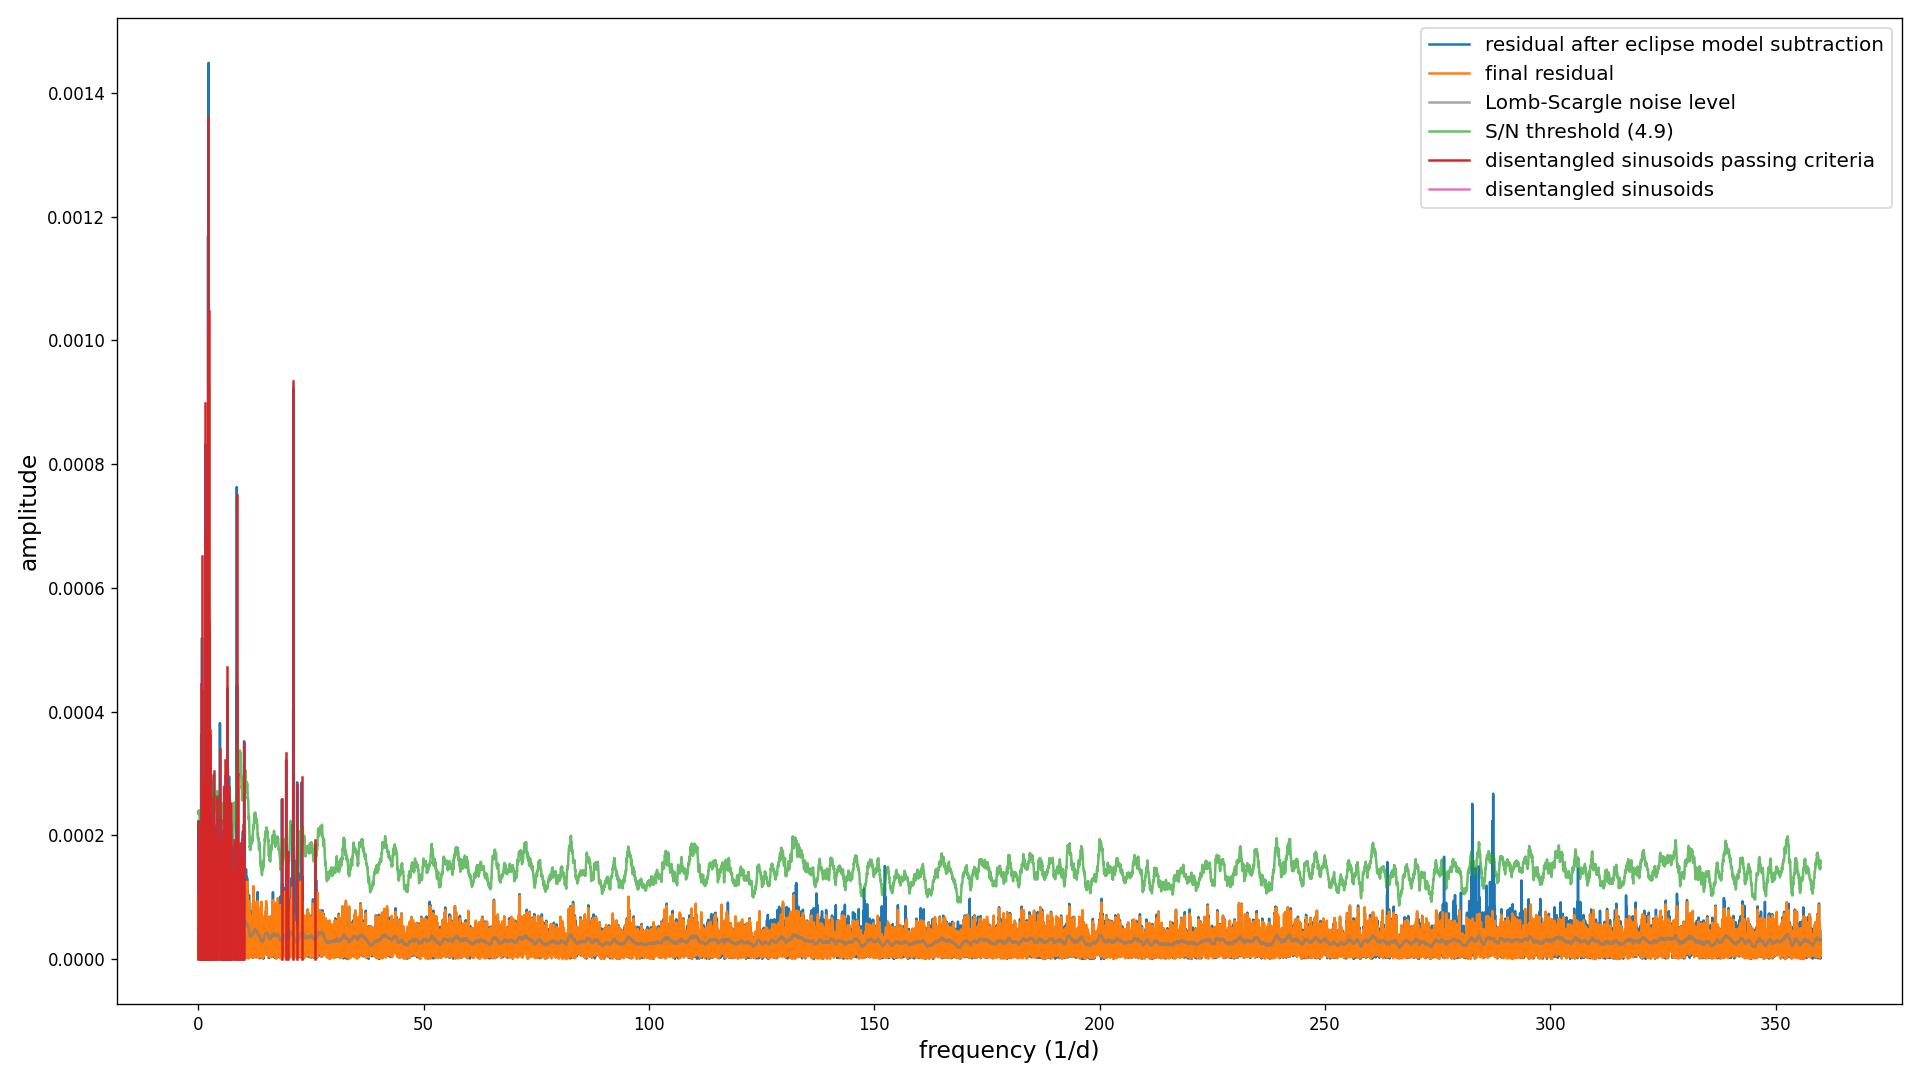 residual after eclipse model subtraction
final residual
Lomb-Scargle noise level
S/N threshold (4.9)
disentangled sinusoids passing criteria
disentangled sinusoids
0.0014
0.0012
0.0010
0.0008
0.0006
0.0004
0.0002
0.0000
amplitude
0 50 100 150 200 250 300 350
frequency (1/d)